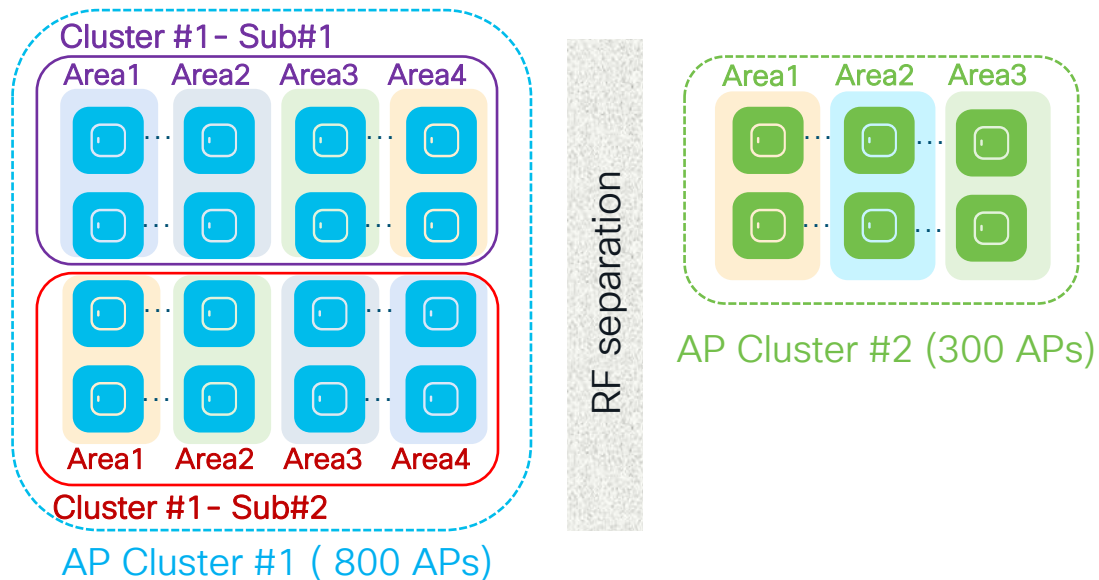 Cluster #1- Sub#1
Area1 Area2 Area3 Area4
Area1 Area2 Area3 Area4
Cluster #1- Sub#2
AP Cluster #1 ( 800 APs)
RF separation
Area1 Area2 Area3
AP Cluster #2 (300 APs)